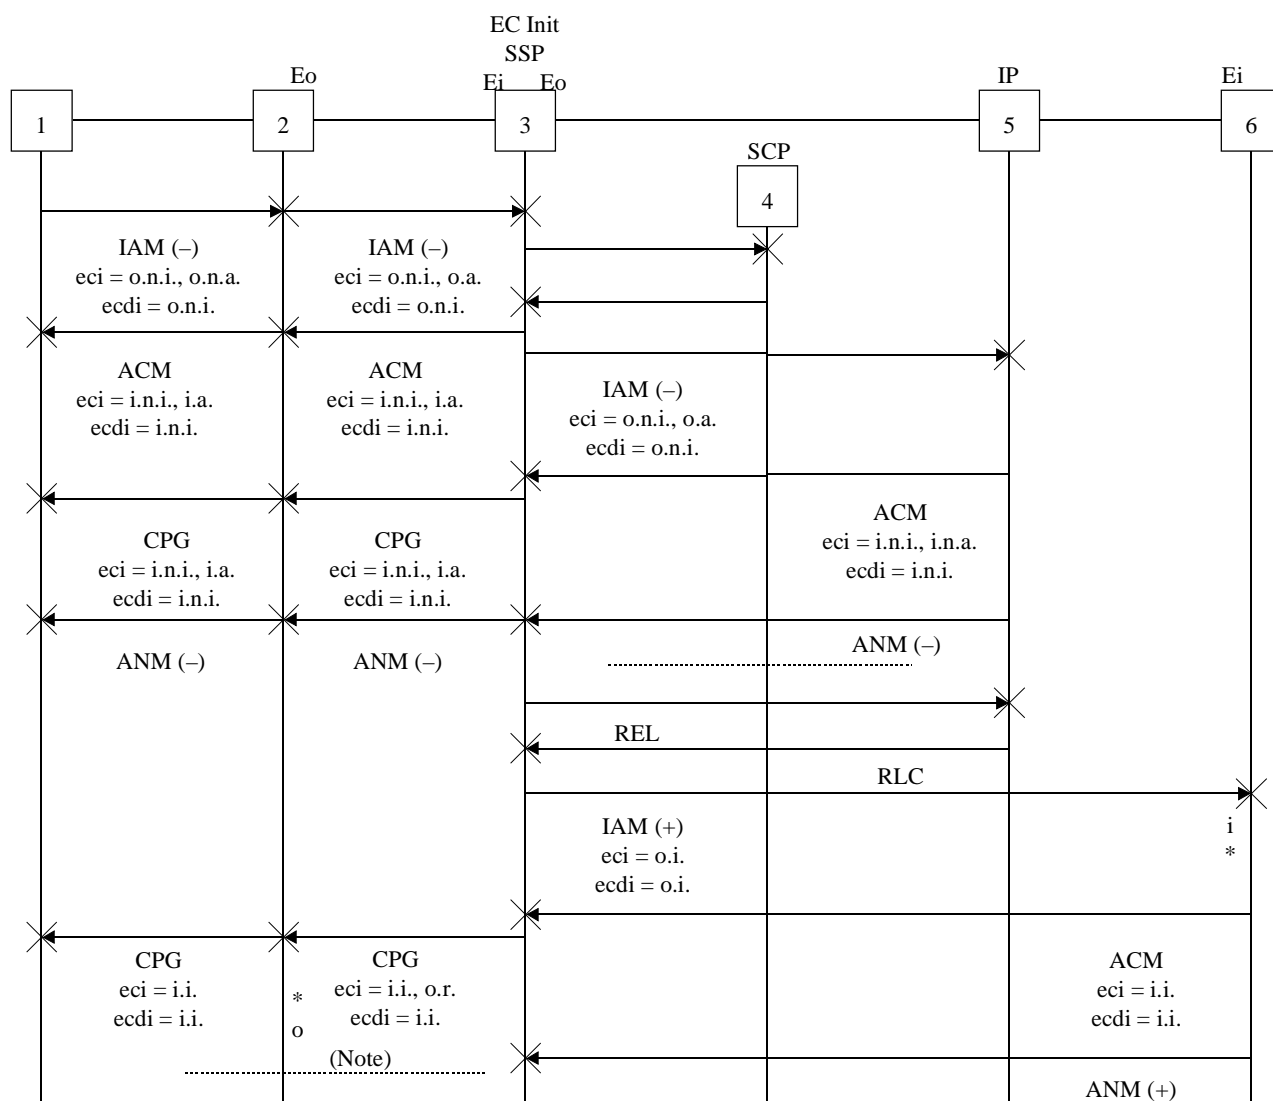 EC Init
SSP
Eo
Ei
Eo
IP
Ei
1
2
3
5
6
SCP
4
IAM (–)
eci = o.n.i., o.n.a.
ecdi = o.n.i.
IAM (–)
eci = o.n.i., o.a.
ecdi = o.n.i.
ACM
eci = i.n.i., i.a.
ecdi = i.n.i.
ACM
eci = i.n.i., i.a.
ecdi = i.n.i.
IAM (–)
eci = o.n.i., o.a.
ecdi = o.n.i.
ACM
eci = i.n.i., i.n.a.
ecdi = i.n.i.
CPG
eci = i.n.i., i.a.
ecdi = i.n.i.
CPG
eci = i.n.i., i.a.
ecdi = i.n.i.
ANM (–)
ANM (–)
ANM (–)
REL
RLC
IAM (+)
eci = o.i.
ecdi = o.i.
i
*
CPG
eci = i.i.
ecdi = i.i.
*
o
CPG
eci = i.i., o.r.
ecdi = i.i.
(Note)
ACM
eci = i.i.
ecdi = i.i.
ANM (+)